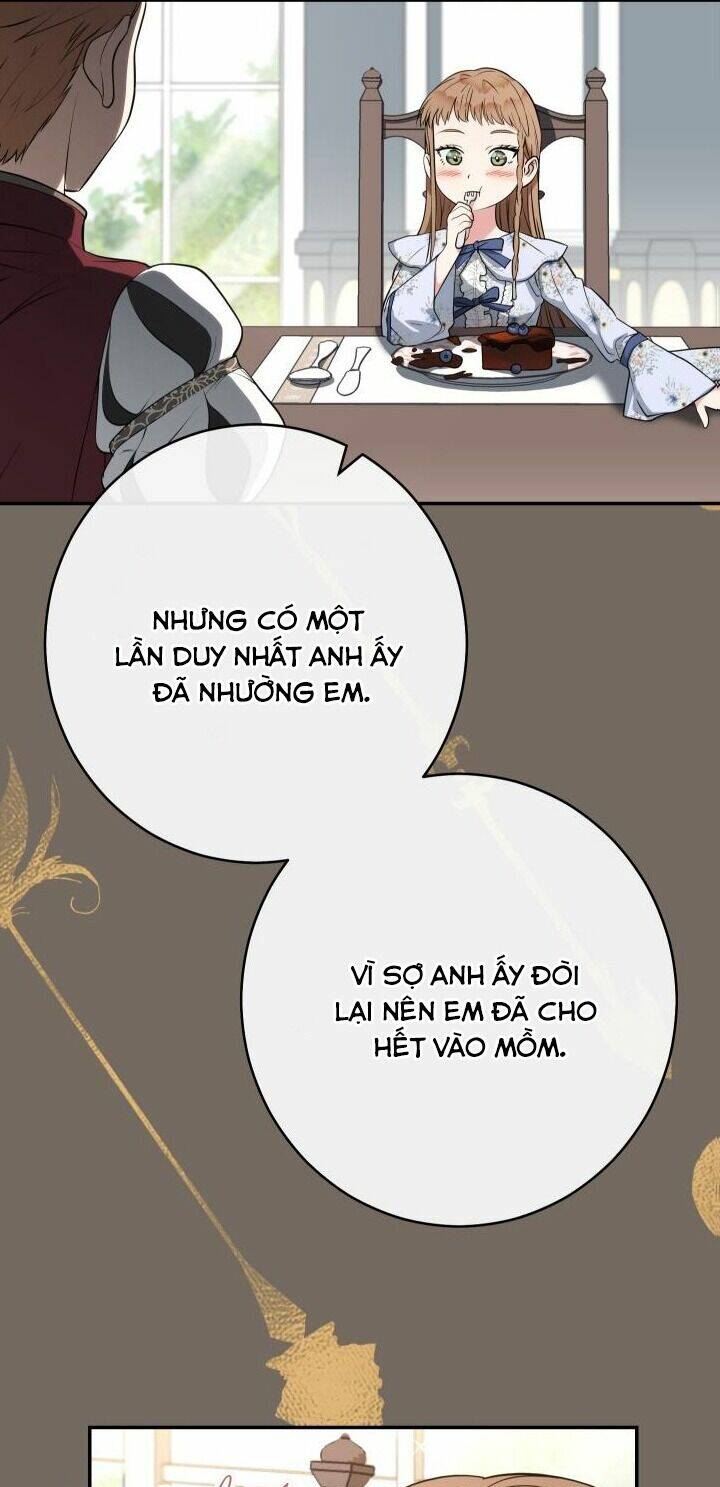 NHƯNG CÓ MỘT
LẦN DUY NHẤT ANH ẤY
ĐÃ NHƯỜNG EM.
VÌ SỢ ANH ẤY ĐÒI
LẠI NÊN EM ĐÃ CHO
HẾT VÀO MỒM.